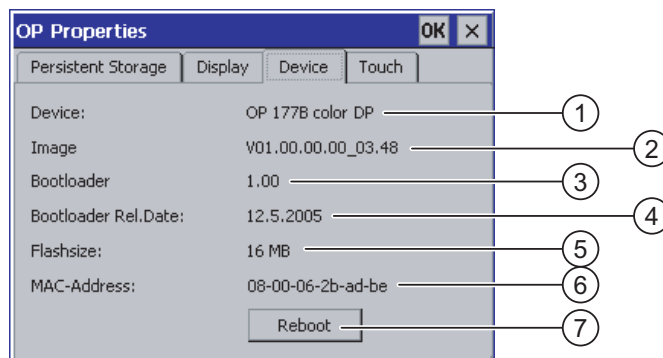 OP Properties OK ×
Persistent Storage Display Device Touch
Device: OP 177B color DP 1
Image V01.00.00.00_03.48 2
Bootloader 1.00 3
Bootloader Rel.Date: 12.5.2005 4
Flashsize: 16 MB 5
MAC-Address: 08-00-06-2b-ad-be 6
Reboot 7